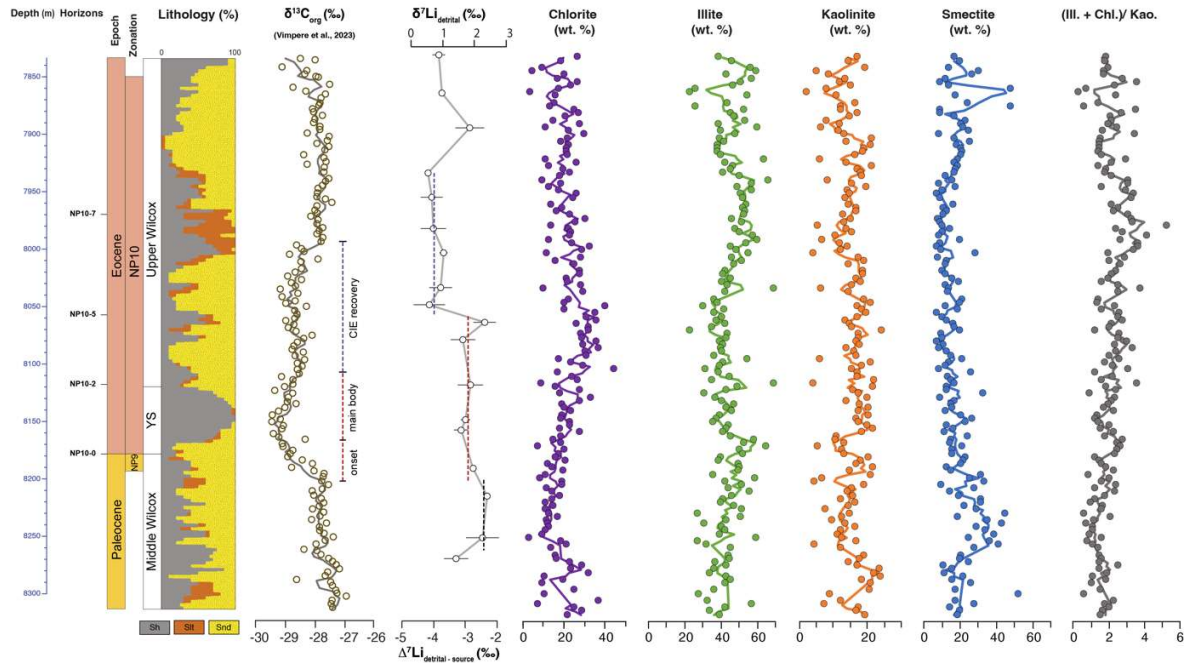 Depth (m)
Horizons
Epoch
Zonation
Lithology (%)
0
100
δ¹³Corg (‰)
(Vimpere et al., 2023)
δ⁷Lidetrital (‰)
0 1 2 3
Chlorite
(wt. %)
Illite
(wt. %)
Kaolinite
(wt. %)
Smectite
(wt. %)
(Ill. + Chl.)/ Kao.
7850
7900
7950
8000
8050
8100
8150
8200
8250
8300
NP10-7
NP10-5
NP10-2
NP10-0
Eocene
Paleocene
NP10
NP9
Upper Wilcox
YS
Middle Wilcox
CIE recovery
main body
onset
Sh
Slt
Snd
-30 -29 -28 -27 -26
-5 -4 -3 -2 -1
Δ⁷Lidetrital - source (‰)
0 20 40 60
0 20 40 60
0 10 20 30
0 20 40 60
0 2 4 6